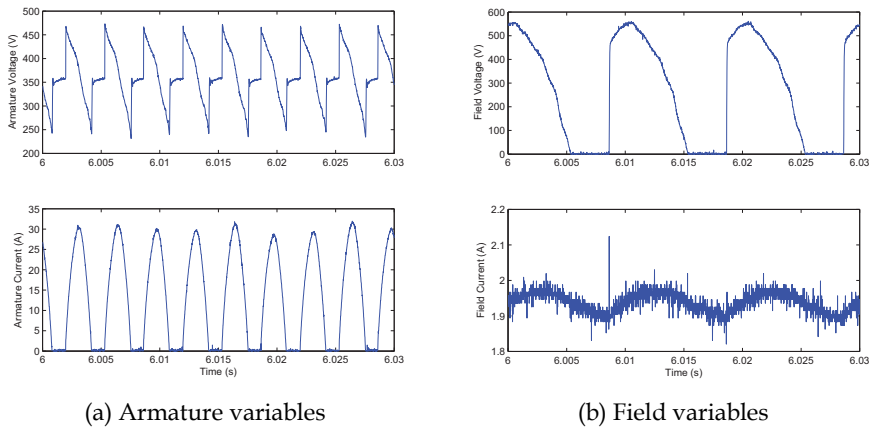 500
450
400
350
300
250
200
Armature Voltage (V)
6 6.005 6.01 6.015 6.02 6.025 6.03
35
30
25
20
15
10
5
0
Armature Current (A)
6 6.005 6.01 6.015 6.02 6.025 6.03
Time (s)
(a) Armature variables
600
500
400
300
200
100
0
Field Voltage (V)
6 6.005 6.01 6.015 6.02 6.025 6.03
2.2
2.1
2
1.9
1.8
Field Current (A)
6 6.005 6.01 6.015 6.02 6.025 6.03
Time (s)
(b) Field variables